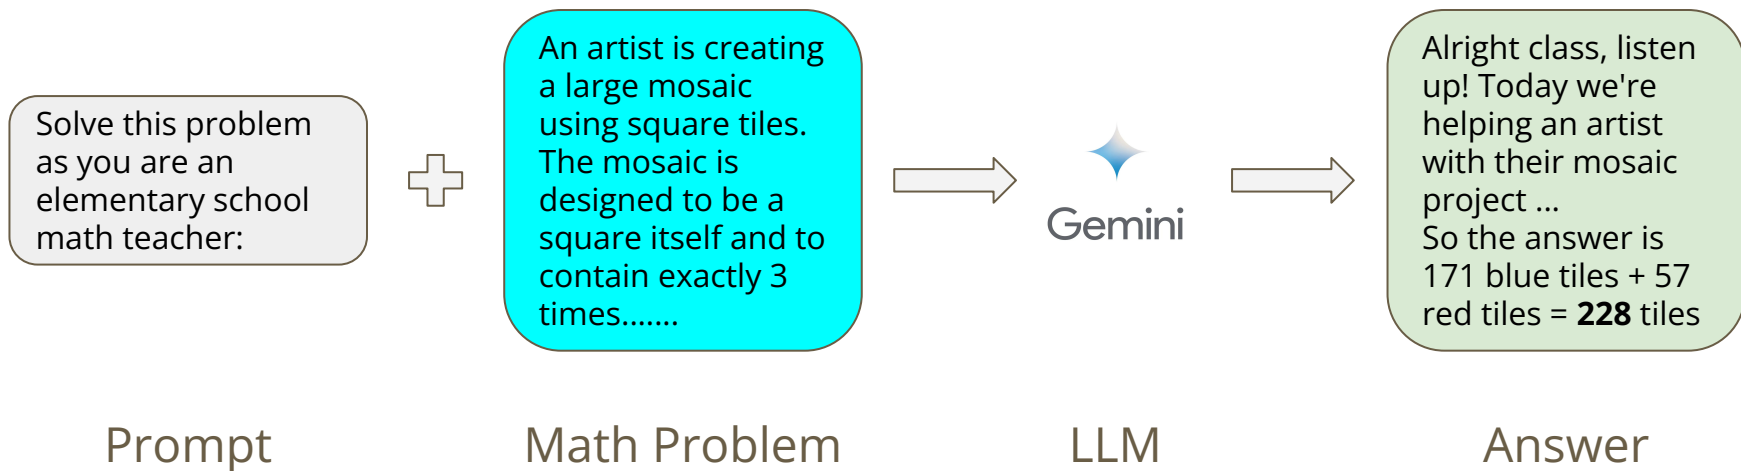 Solve this problem
as you are an
elementary school
math teacher:
An artist is creating
a large mosaic
using square tiles.
The mosaic is
designed to be a
square itself and to
contain exactly 3
times.......
Gemini
Alright class, listen
up! Today we're
helping an artist
with their mosaic
project ...
So the answer is
171 blue tiles + 57
red tiles = 228 tiles
Prompt
Math Problem
LLM
Answer